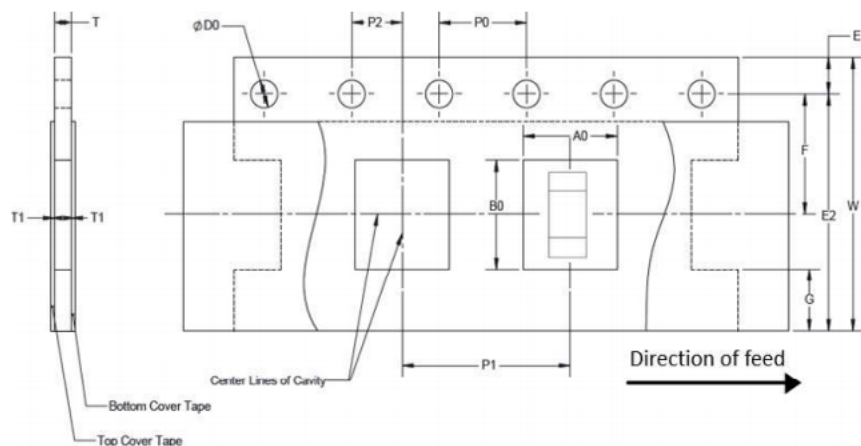 T
ϕD0
P2
P0
E
A0
F
B0
T1
T1
E2
W
G
Center Lines of Cavity
P1
Direction of feed
Bottom Cover Tape
Top Cover Tape